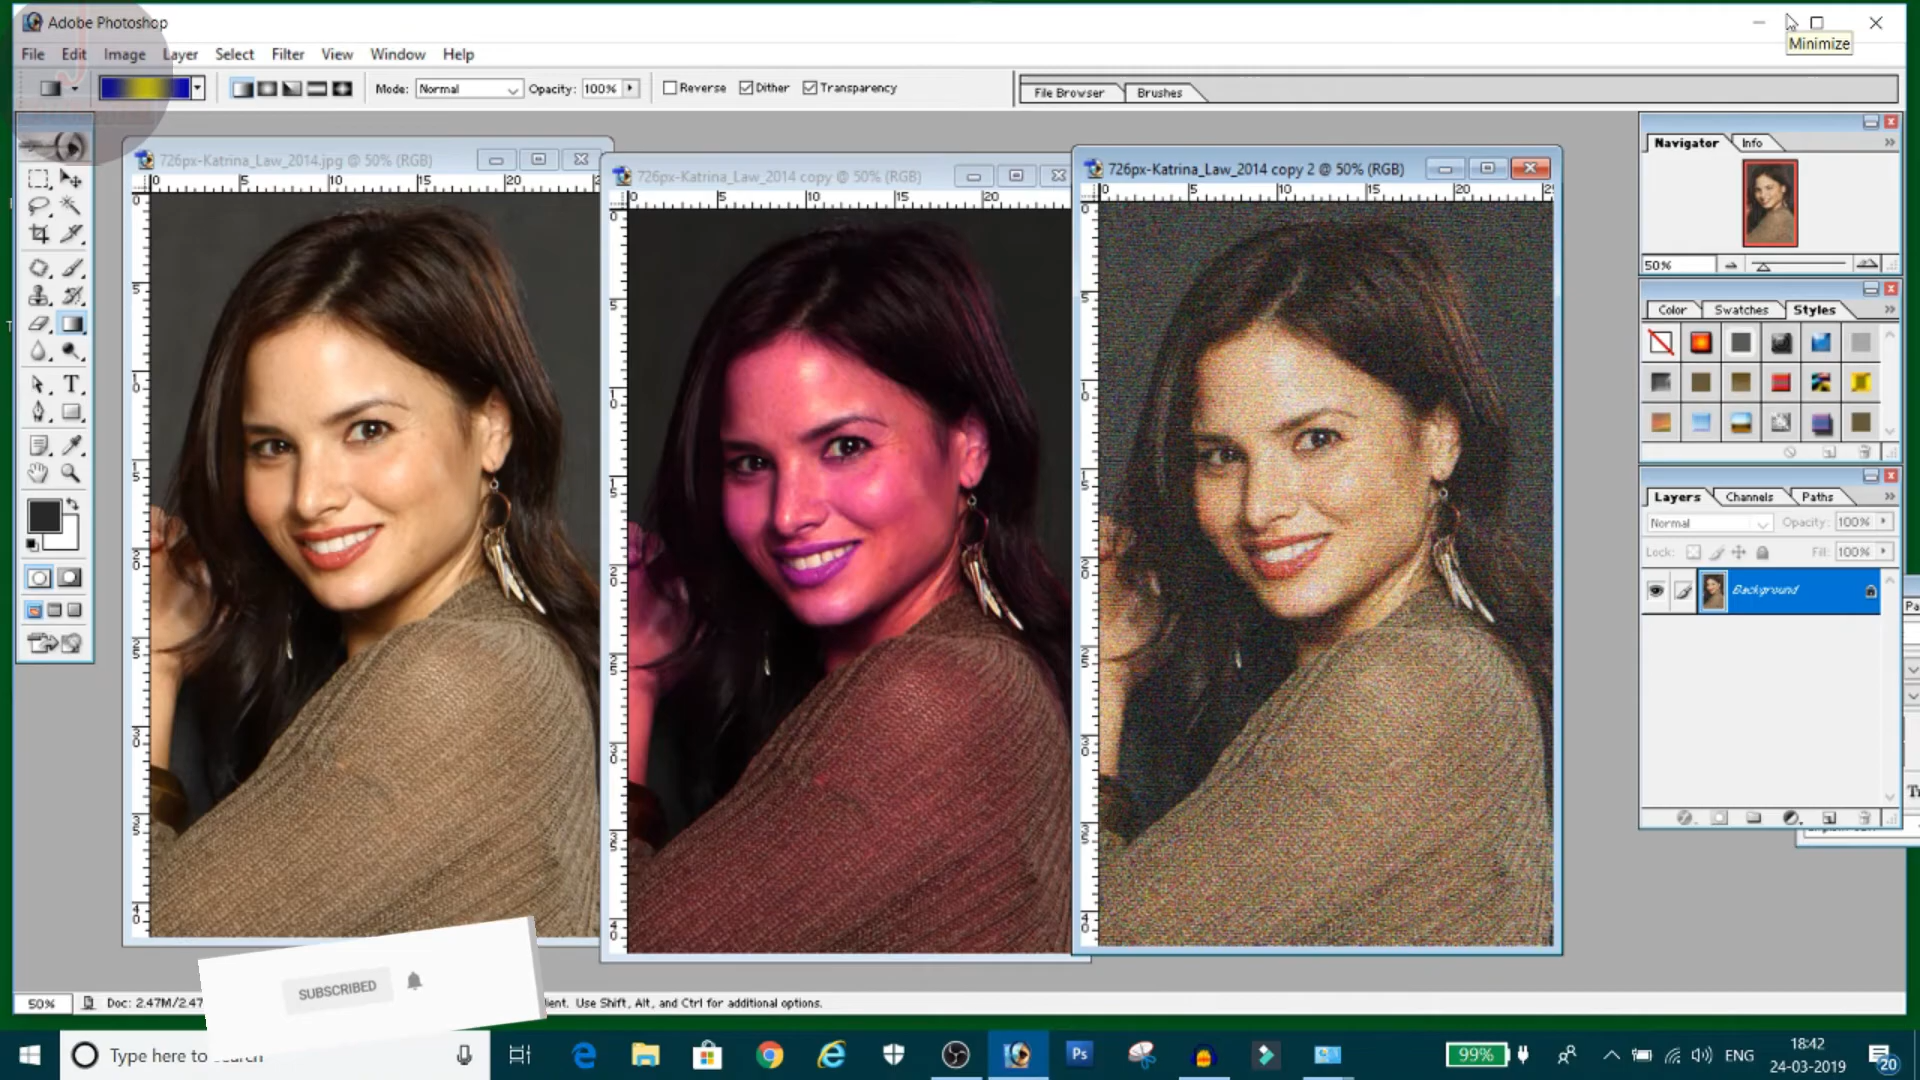 Adobe Photoshop
Minimize
File Edit Image Layer Select Filter View Window Help
Mode: Normal Opacity: 100% Reverse Dither Transparency
File Browser Brushes
726px-Katrina_Law_2014.jpg @ 50% (RGB)
726px-Katrina_Law_2014 copy @ 50% (RGB)
726px-Katrina_Law_2014 copy 2 @ 50% (RGB)
Navigator Info
50%
Color Swatches Styles
Layers Channels Paths
Normal Opacity: 100%
Lock: Fill: 100%
Background
SUBSCRIBED
50% Doc: 2.47M/2.47 Use Shift, Alt, and Ctrl for additional options.
Type here to search
99%
ENG
18:42
24-03-2019
20